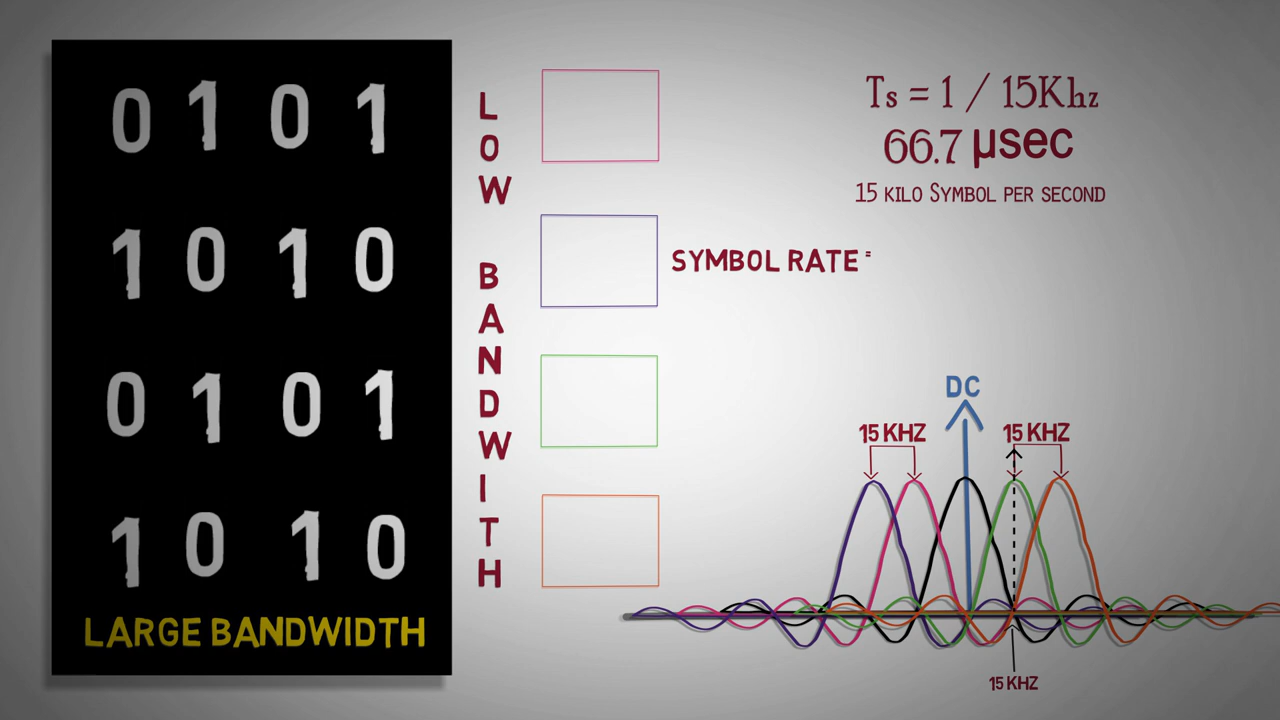 0 1 0 1
1 0 1 0
0 1 0 1
1 0 1 0
LARGE BANDWIDTH
LOW BANDWITH
Ts = 1 / 15Khz
66.7 μsec
15 KILO SYMBOL PER SECOND
SYMBOL RATE =
DC
15 KHZ
15 KHZ
15 KHZ